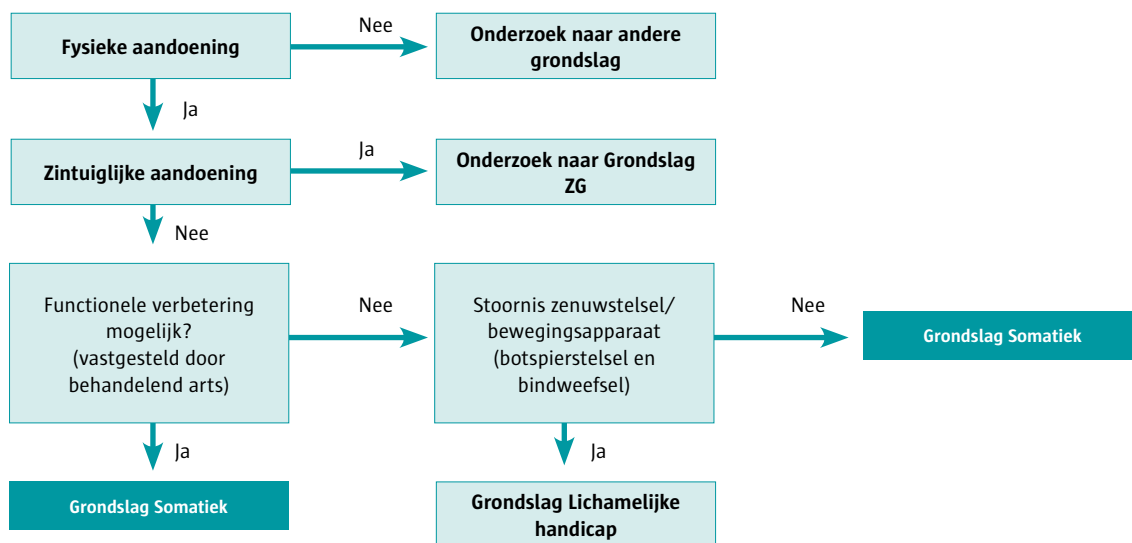 Nee
Fysieke aandoening
Onderzoek naar andere
grondslag
Ja
Ja
Zintuiglijke aandoening
Onderzoek naar Grondslag
ZG
Nee
Functionele verbetering
mogelijk?
(vastgesteld door
behandelend arts)
Nee
Stoornis zenuwstelsel/
bewegingsapparaat
(botspierstelsel en
bindweefsel)
Nee
Grondslag Somatiek
Ja
Ja
Grondslag Somatiek
Grondslag Lichamelijke
handicap